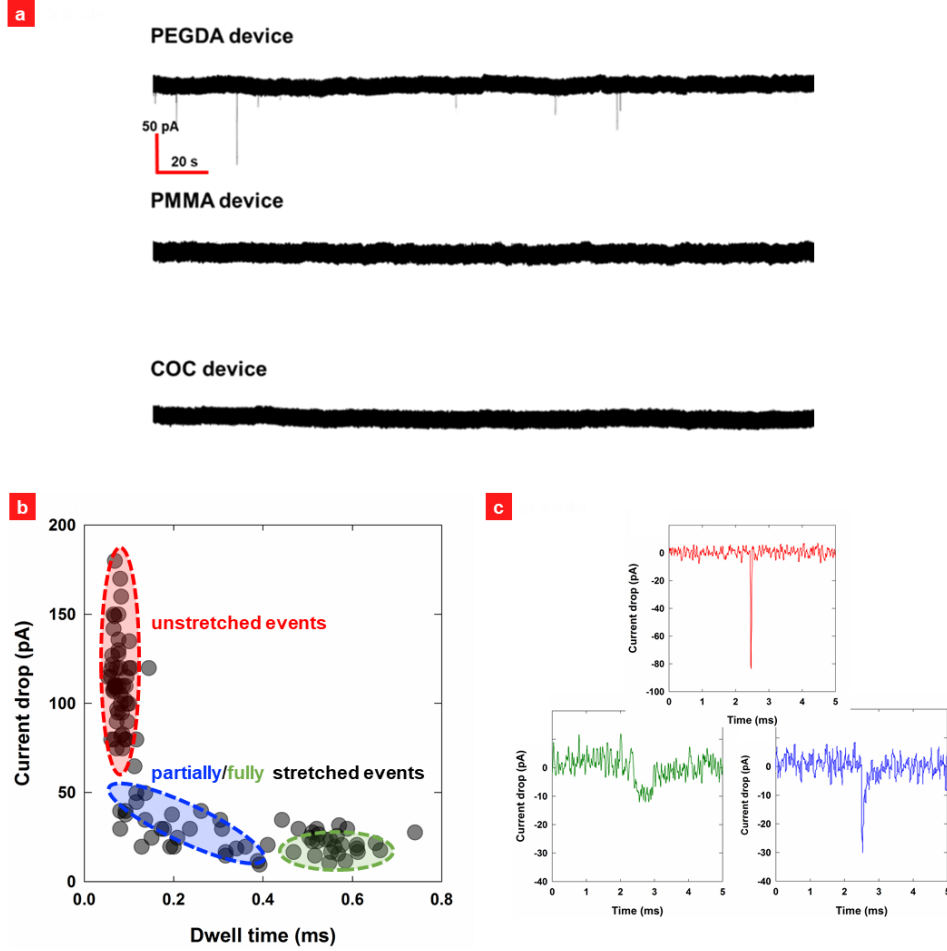 a
PEGDA device
50 pA
20 s
PMMA device
COC device
b
200
150
100
50
0
Current drop (pA)
unstretched events
partially/fully stretched events
0.0 0.2 0.4 0.6 0.8
Dwell time (ms)
c
0
-20
-40
-60
-80
-100
Current drop (pA)
0 1 2 3 4 5
Time (ms)
0
-10
-20
-30
-40
Current drop (pA)
0 1 2 3 4 5
Time (ms)
0
-10
-20
-30
-40
Current drop (pA)
0 1 2 3 4 5
Time (ms)